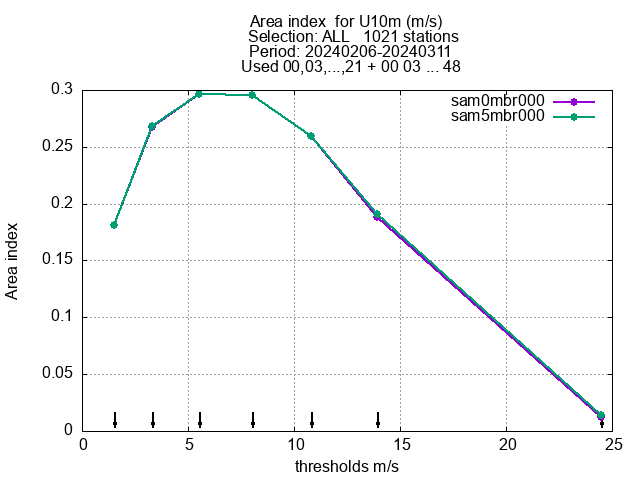 Area index  for U10m (m/s)
Selection: ALL   1021 stations
Period: 20240206-20240311
Used 00,03,...,21 + 00 03 ... 48
sam0mbr000
sam5mbr000
0.3
0.25
0.2
0.15
0.1
0.05
0
Area index
0 5 10 15 20 25
thresholds m/s